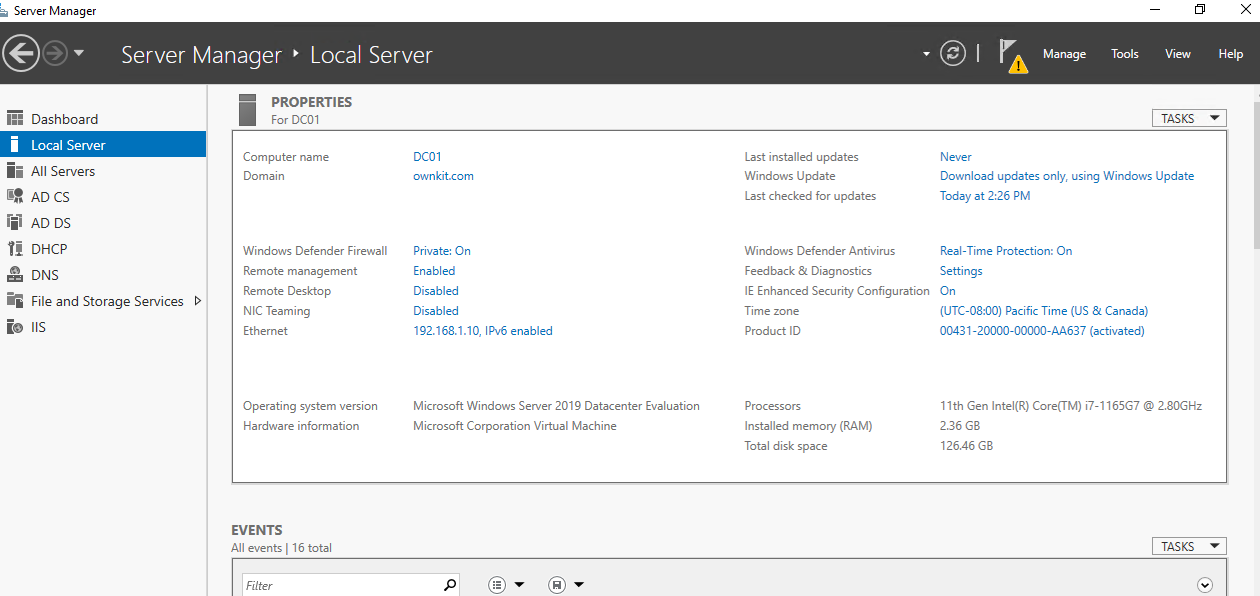 Server Manager
Server Manager ‣ Local Server
Manage Tools View Help
Dashboard
Local Server
All Servers
AD CS
AD DS
DHCP
DNS
File and Storage Services
IIS
PROPERTIES
For DC01
TASKS
Computer name DC01
Domain ownkit.com
Last installed updates Never
Windows Update Download updates only, using Windows Update
Last checked for updates Today at 2:26 PM
Windows Defender Firewall Private: On
Remote management Enabled
Remote Desktop Disabled
NIC Teaming Disabled
Ethernet 192.168.1.10, IPv6 enabled
Windows Defender Antivirus Real-Time Protection: On
Feedback & Diagnostics Settings
IE Enhanced Security Configuration On
Time zone (UTC-08:00) Pacific Time (US & Canada)
Product ID 00431-20000-00000-AA637 (activated)
Operating system version Microsoft Windows Server 2019 Datacenter Evaluation
Hardware information Microsoft Corporation Virtual Machine
Processors 11th Gen Intel(R) Core(TM) i7-1165G7 @ 2.80GHz
Installed memory (RAM) 2.36 GB
Total disk space 126.46 GB
EVENTS
All events | 16 total
TASKS
Filter